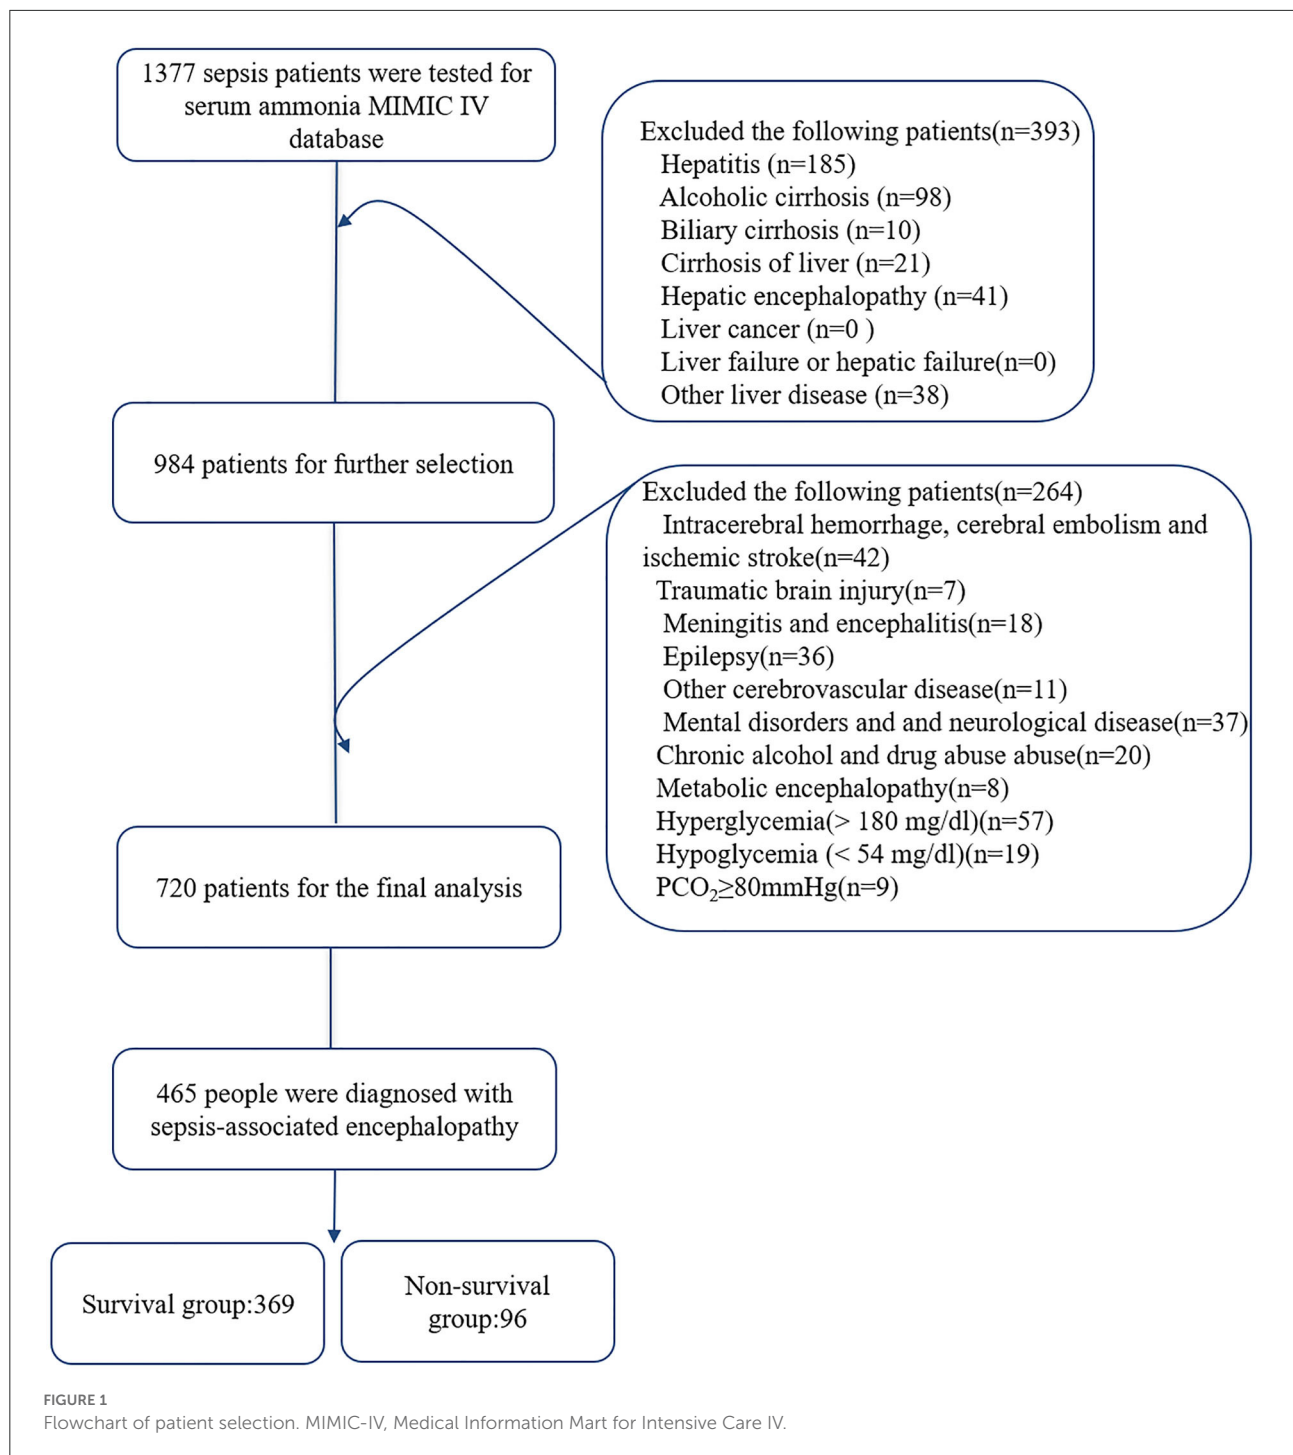 1377 sepsis patients were tested for
serum ammonia MIMIC IV
database
Excluded the following patients(n=393)
Hepatitis (n=185)
Alcoholic cirrhosis (n=98)
Biliary cirrhosis (n=10)
Cirrhosis of liver (n=21)
Hepatic encephalopathy (n=41)
Liver cancer (n=0 )
Liver failure or hepatic failure(n=0)
Other liver disease (n=38)
984 patients for further selection
Excluded the following patients(n=264)
Intracerebral hemorrhage, cerebral embolism and
ischemic stroke(n=42)
Traumatic brain injury(n=7)
Meningitis and encephalitis(n=18)
Epilepsy(n=36)
Other cerebrovascular disease(n=11)
Mental disorders and and neurological disease(n=37)
Chronic alcohol and drug abuse abuse(n=20)
Metabolic encephalopathy(n=8)
Hyperglycemia(> 180 mg/dl)(n=57)
Hypoglycemia (< 54 mg/dl)(n=19)
PCO₂≥80mmHg(n=9)
720 patients for the final analysis
465 people were diagnosed with
sepsis-associated encephalopathy
Survival group:369
Non-survival
group:96
FIGURE 1
Flowchart of patient selection. MIMIC-IV, Medical Information Mart for Intensive Care IV.